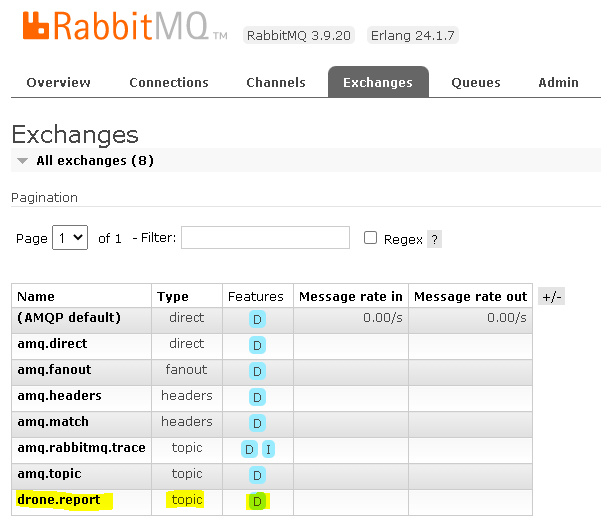 RabbitMQ TM RabbitMQ 3.9.20 Erlang 24.1.7
Overview Connections Channels Exchanges Queues Admin
Exchanges
All exchanges (8)
Pagination
Page 1 of 1 - Filter: Regex ?
Name Type Features Message rate in Message rate out +/-
(AMQP default) direct D 0.00/s 0.00/s
amq.direct direct D
amq.fanout fanout D
amq.headers headers D
amq.match headers D
amq.rabbitmq.trace topic D I
amq.topic topic D
drone.report topic D